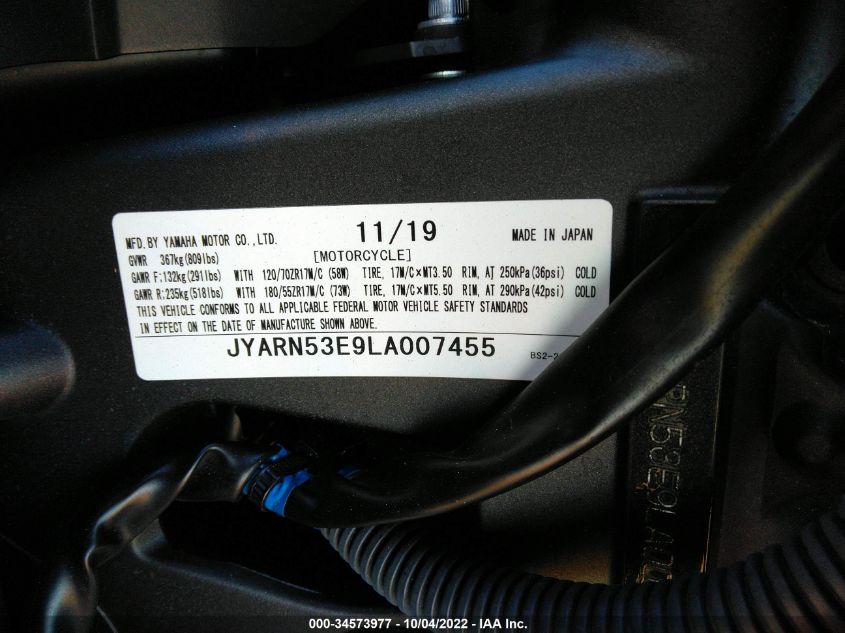 MFD. BY YAMAHA MOTOR CO.,LTD. 11/19 MADE IN JAPAN
GVWR 367kg(809lbs) [MOTORCYCLE]
GAWR F:132kg(291lbs) WITH 120/70ZR17M/C (58W) TIRE, 17M/C×MT3.50 RIM, AT 250kPa(36psi) COLD
GAWR R:235kg(518lbs) WITH 180/55ZR17M/C (73W) TIRE, 17M/C×MT5.50 RIM, AT 290kPa(42psi) COLD
THIS VEHICLE CONFORMS TO ALL APPLICABLE FEDERAL MOTOR VEHICLE SAFETY STANDARDS
IN EFFECT ON THE DATE OF MANUFACTURE SHOWN ABOVE.
JYARN53E9LA007455 BS2-2
RN53E9LA0
000-34573977 - 10/04/2022 - IAA Inc.